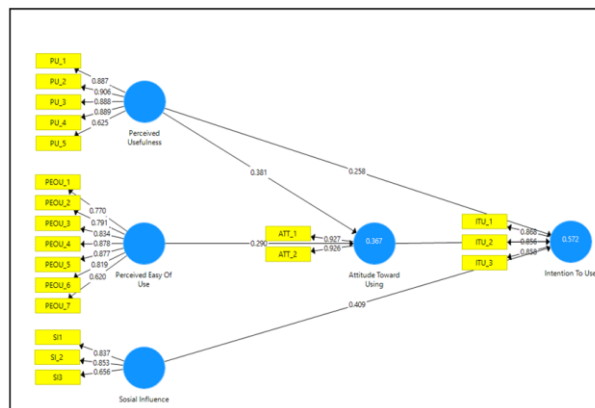 PU_1
0.887
PU_2
0.906
PU_3
0.888
PU_4
0.889
PU_5
0.625
Perceived
Usefulness
0.258
0.381
PEOU_1
0.770
PEOU_2
0.791
PEOU_3
0.834
PEOU_4
0.878
PEOU_5
0.877
PEOU_6
0.819
PEOU_7
0.620
Perceived Easy Of
Use
0.290
ATT_1
0.927
ATT_2
0.926
0.367
Attitude Toward
Using
ITU_1
0.868
ITU_2
0.856
ITU_3
0.858
0.572
Intention To Use
0.409
SI1
0.837
SI_2
0.853
SI3
0.656
Sosial Influence